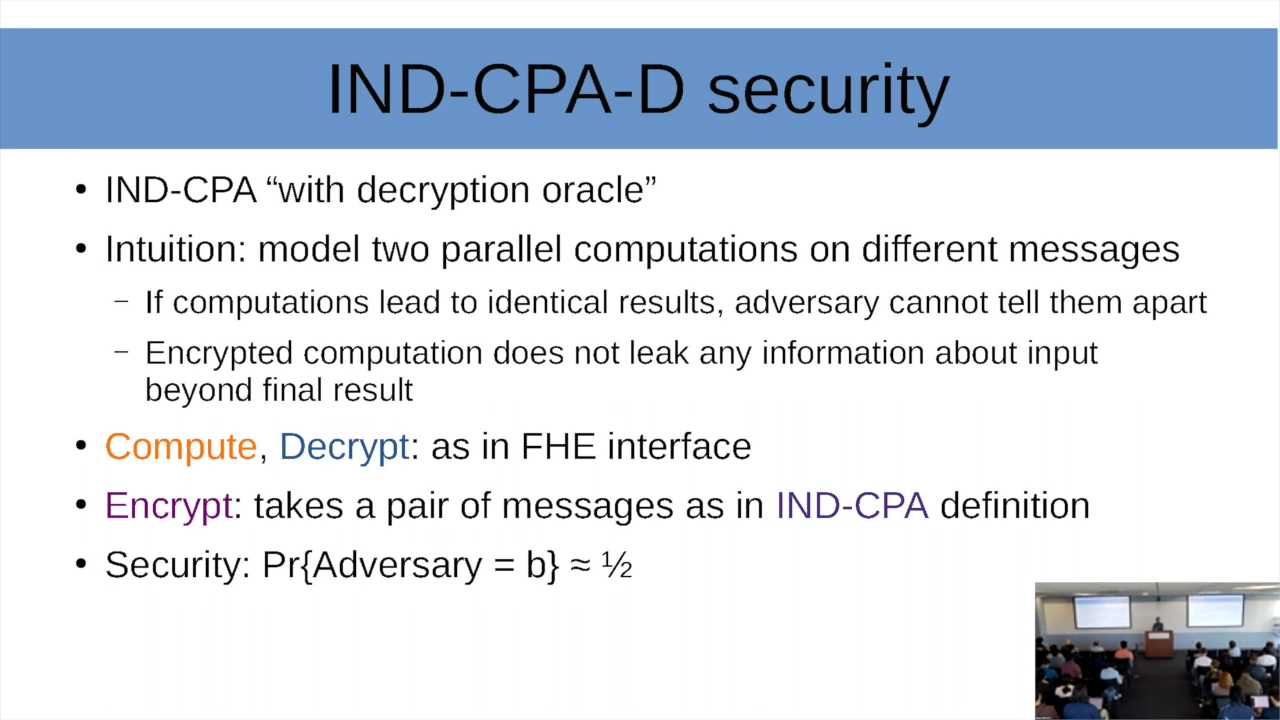 IND-CPA-D security
• IND-CPA “with decryption oracle”
• Intuition: model two parallel computations on different messages
– If computations lead to identical results, adversary cannot tell them apart
– Encrypted computation does not leak any information about input
beyond final result
• Compute, Decrypt: as in FHE interface
• Encrypt: takes a pair of messages as in IND-CPA definition
• Security: Pr{Adversary = b} ≈ ½